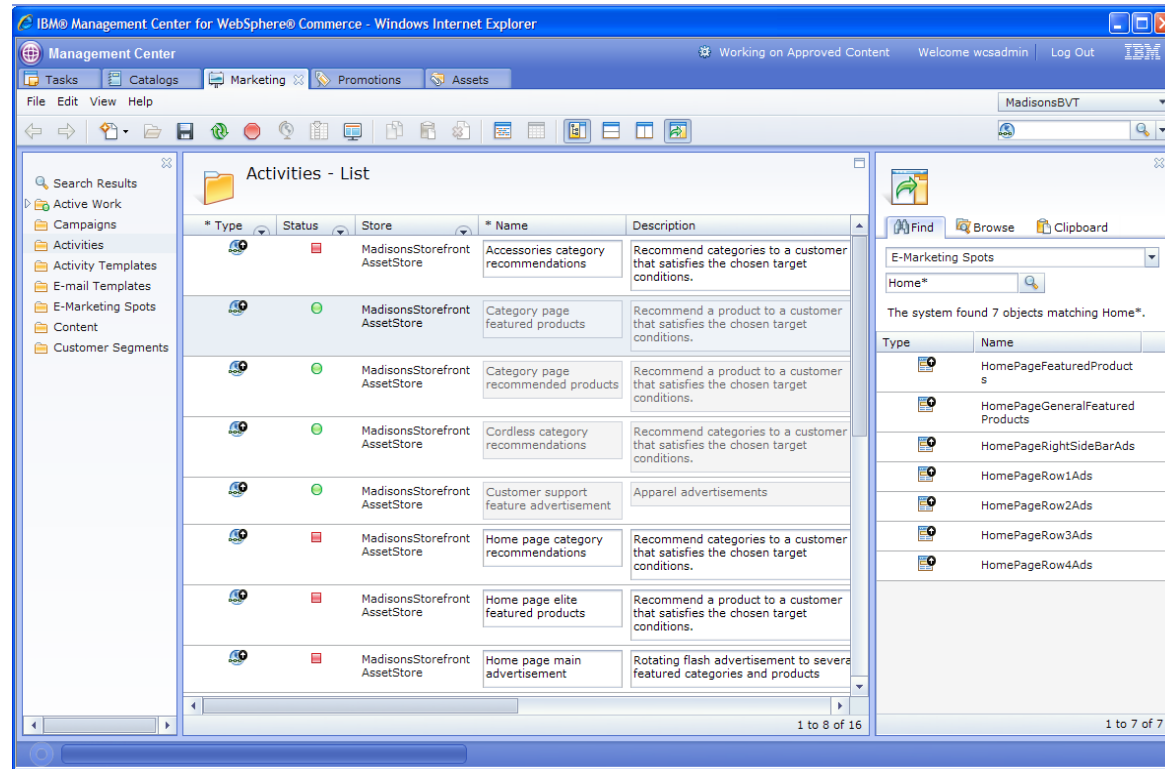 IBM® Management Center for WebSphere® Commerce - Windows Internet Explorer
Management Center
Working on Approved Content
Welcome wcsadmin
Log Out
IBM
Tasks
Catalogs
Marketing
Promotions
Assets
File Edit View Help
MadisonsBVT
Search Results
Active Work
Campaigns
Activities
Activity Templates
E-mail Templates
E-Marketing Spots
Content
Customer Segments
Activities - List
* Type
Status
Store
* Name
Description
MadisonsStorefront
AssetStore
Accessories category
recommendations
Recommend categories to a customer
that satisfies the chosen target
conditions.
MadisonsStorefront
AssetStore
Category page
featured products
Recommend a product to a customer
that satisfies the chosen target
conditions.
MadisonsStorefront
AssetStore
Category page
recommended products
Recommend a product to a customer
that satisfies the chosen target
conditions.
MadisonsStorefront
AssetStore
Cordless category
recommendations
Recommend categories to a customer
that satisfies the chosen target
conditions.
MadisonsStorefront
AssetStore
Customer support
feature advertisement
Apparel advertisements
MadisonsStorefront
AssetStore
Home page category
recommendations
Recommend categories to a customer
that satisfies the chosen target
conditions.
MadisonsStorefront
AssetStore
Home page elite
featured products
Recommend a product to a customer
that satisfies the chosen target
conditions.
MadisonsStorefront
AssetStore
Home page main
advertisement
Rotating flash advertisement to severa
featured categories and products
1 to 8 of 16
Find
Browse
Clipboard
E-Marketing Spots
Home*
The system found 7 objects matching Home*.
Type
Name
HomePageFeaturedProduct
s
HomePageGeneralFeatured
Products
HomePageRightSideBarAds
HomePageRow1Ads
HomePageRow2Ads
HomePageRow3Ads
HomePageRow4Ads
1 to 7 of 7